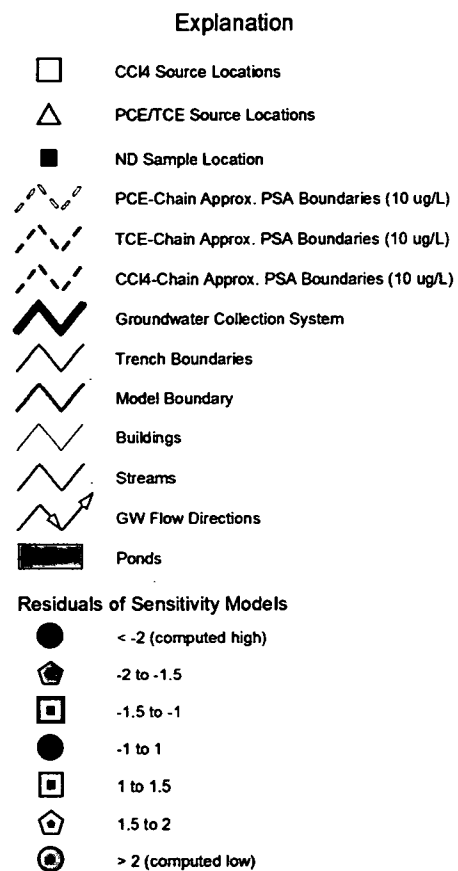 Explanation
CCl4 Source Locations
PCE/TCE Source Locations
ND Sample Location
PCE-Chain Approx. PSA Boundaries (10 ug/L)
TCE-Chain Approx. PSA Boundaries (10 ug/L)
CCl4-Chain Approx. PSA Boundaries (10 ug/L)
Groundwater Collection System
Trench Boundaries
Model Boundary
Buildings
Streams
GW Flow Directions
Ponds
Residuals of Sensitivity Models
< -2 (computed high)
-2 to -1.5
-1.5 to -1
-1 to 1
1 to 1.5
1.5 to 2
> 2 (computed low)